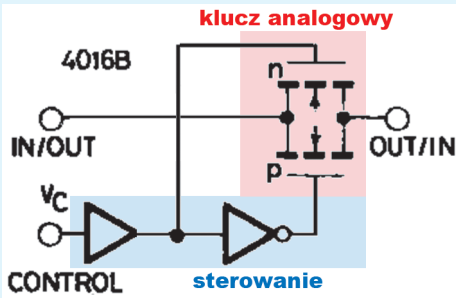 klucz analogowy
4016B
n
IN/OUT
OUT/IN
p
VC
CONTROL
sterowanie